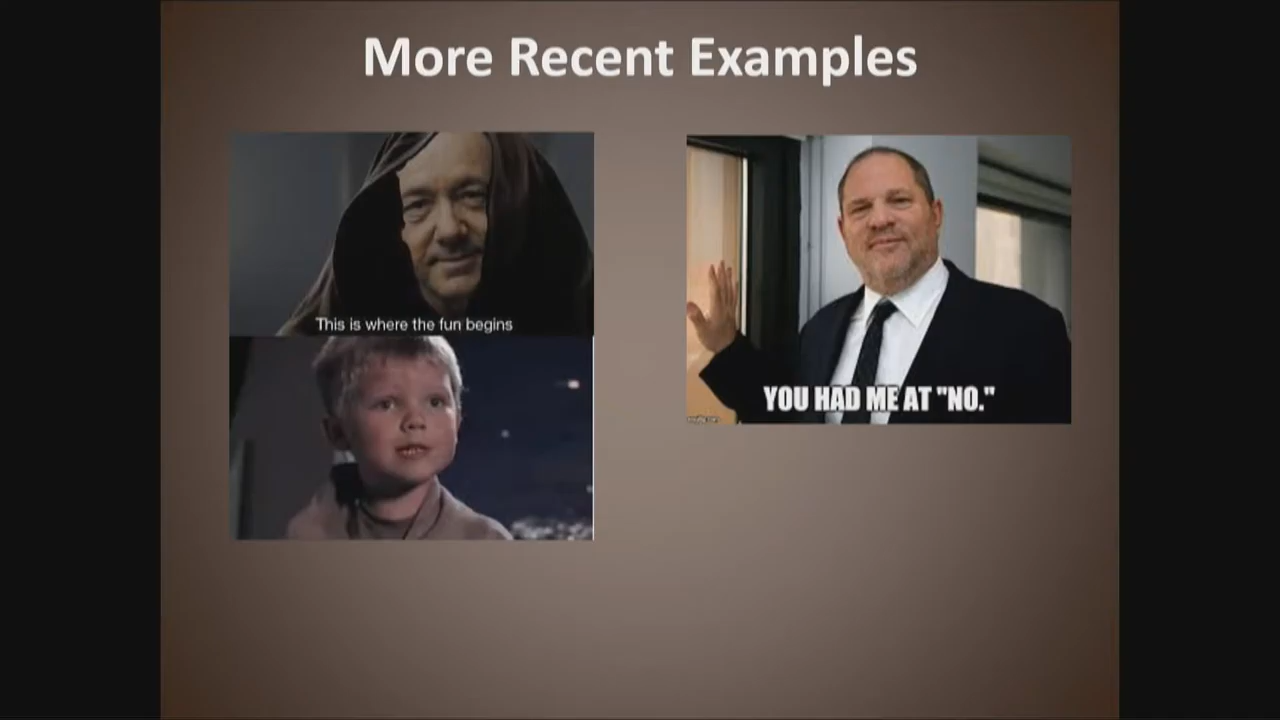 More Recent Examples
This is where the fun begins
YOU HAD ME AT "NO."